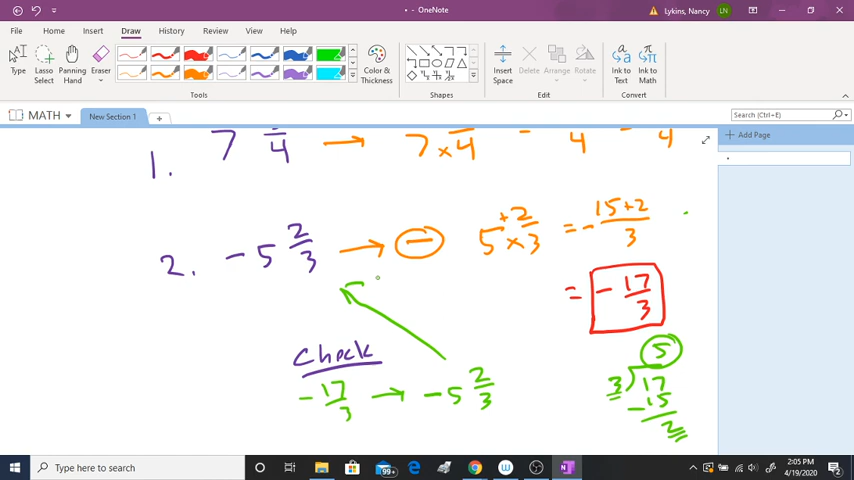 • - OneNote
Lykins, Nancy
LN
File Home Insert Draw History Review View Help
Type
Lasso Select
Panning Hand
Eraser
Color & Thickness
Insert Space
Delete
Arrange
Rotate
Ink to Text
Ink to Math
Tools
Shapes
Edit
Convert
MATH
New Section 1
+
Search (Ctrl+E)
Add Page
1. 7 /4 → 7 × 4 = 4 = 4
2. - 5 2/3 → - 5 × 3 + 2 = - 15+2/3
= - 17/3
Check
- 17/3 → - 5 2/3
5
3 17
- 15
2
Type here to search
99+
2:05 PM
4/19/2020
2